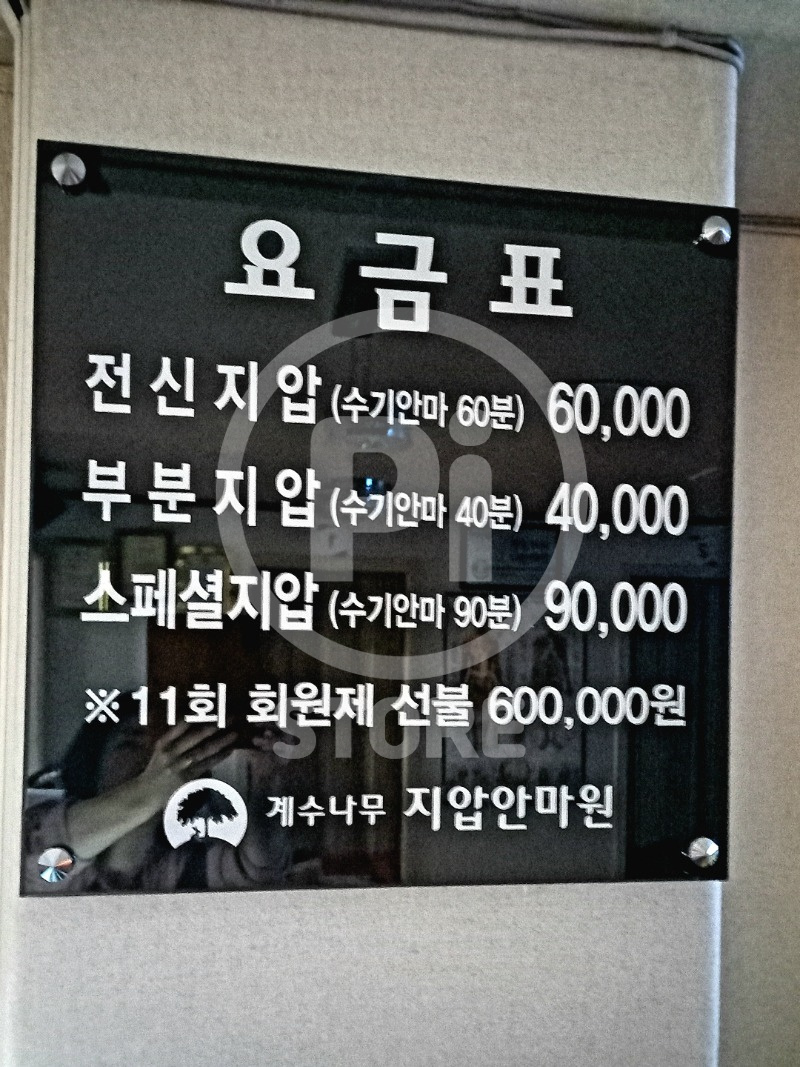 요금표
전신지압 (수기안마 60분) 60,000
부분지압 (수기안마 40분) 40,000
스페셜지압 (수기안마 90분) 90,000
※11회 회원제 선불 600,000원
계수나무 지압안마원
Pi
STORE